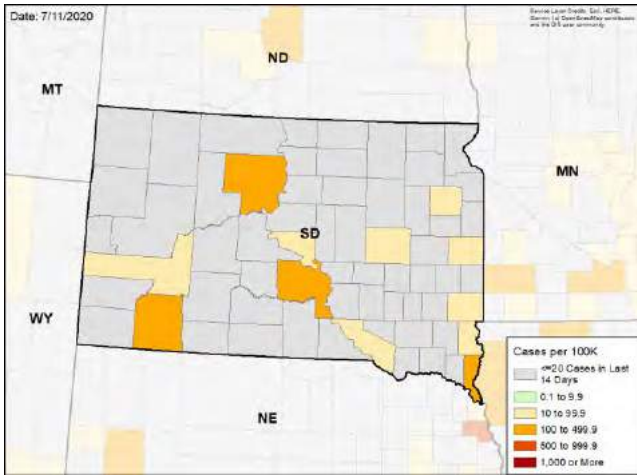 Date: 7/11/2020
ND
MT
MN
SD
WY
NE
Cases per 100K
<=20 Cases in Last
14 Days
0.1 to 9.9
10 to 99.9
100 to 499.9
500 to 999.9
1,000 or More